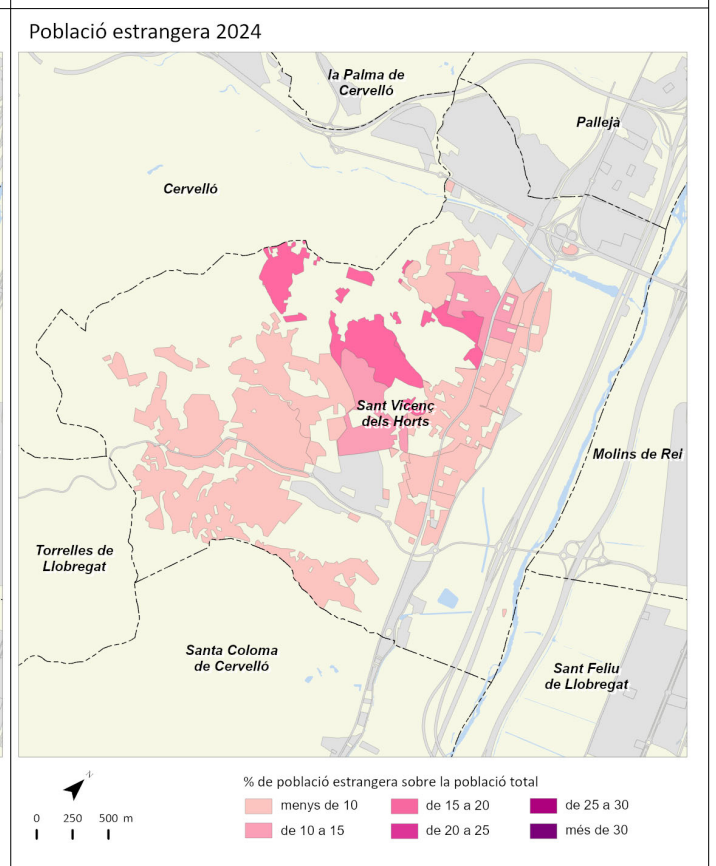 Població estrangera 2024
la Palma de
Cervelló
Pallejà
Cervelló
Sant Vicenç
dels Horts
Molins de Rei
Torrelles de
Llobregat
Santa Coloma
de Cervelló
Sant Feliu
de Llobregat
N
0 250 500 m
% de població estrangera sobre la població total
menys de 10
de 10 a 15
de 15 a 20
de 20 a 25
de 25 a 30
més de 30